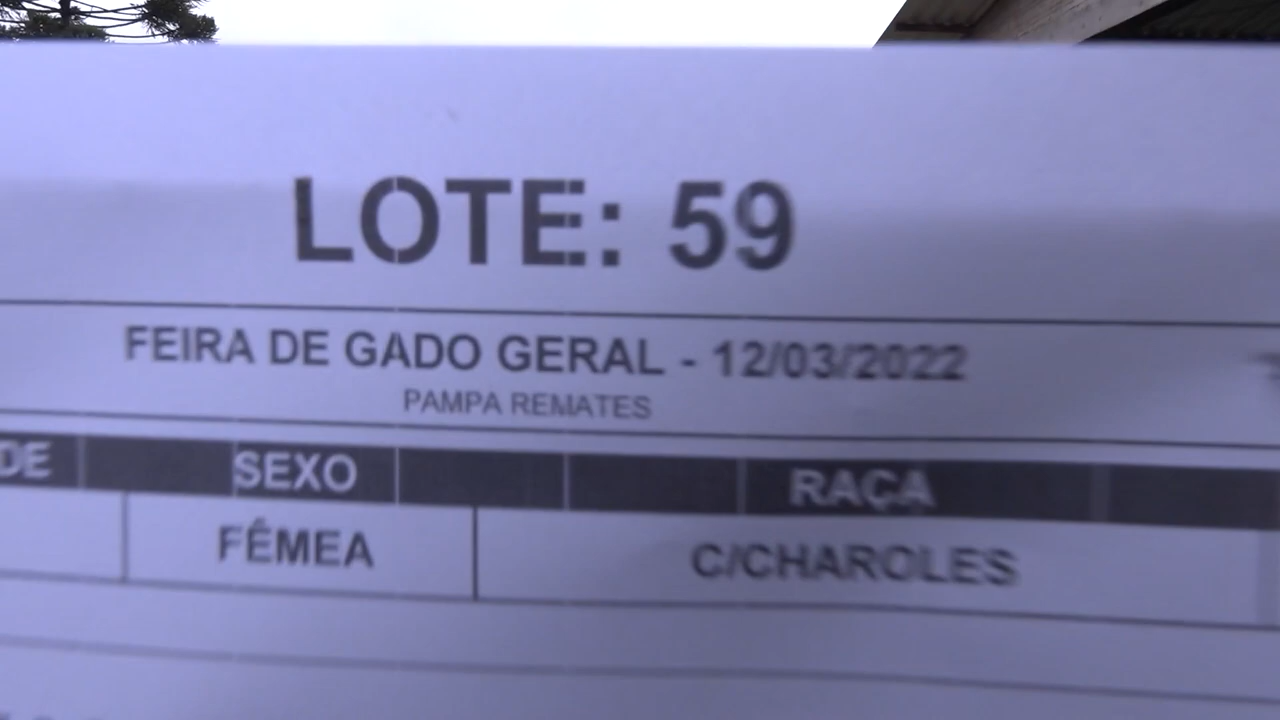 LOTE: 59
FEIRA DE GADO GERAL - 12/03/2022
PAMPA REMATES
DE SEXO RAÇA
FÊMEA C/CHAROLES